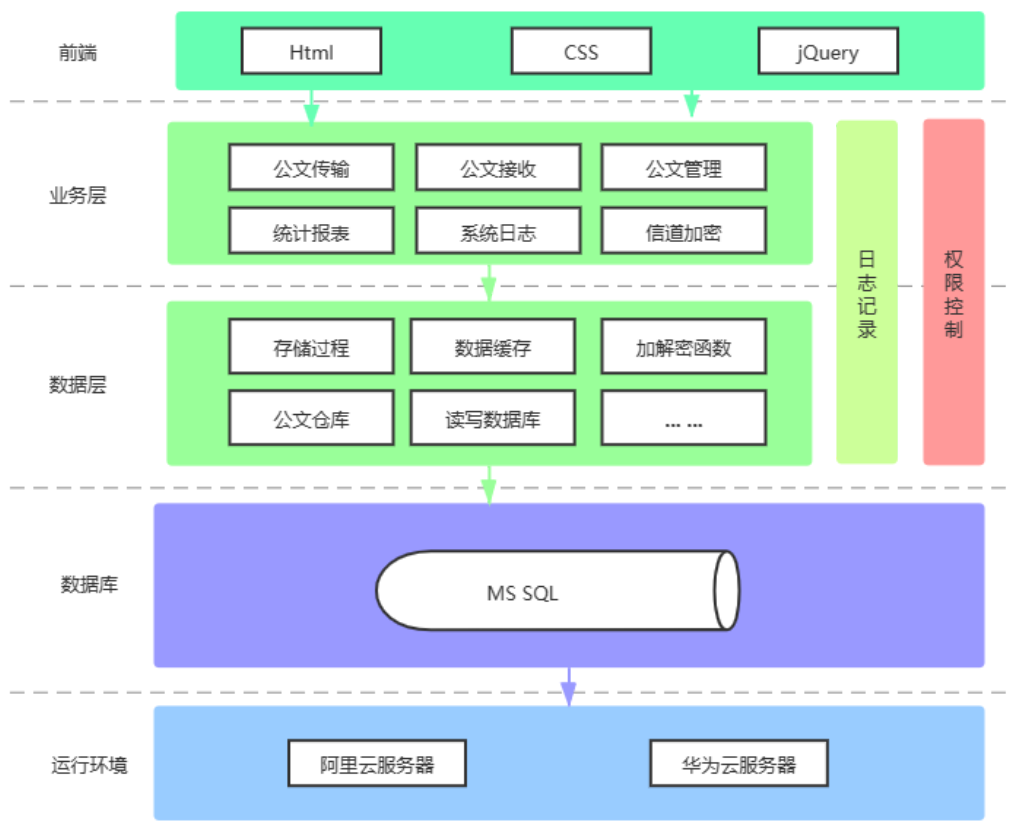 前端
Html
CSS
jQuery
业务层
公文传输
公文接收
公文管理
统计报表
系统日志
信道加密
日志记录
权限控制
数据层
存储过程
数据缓存
加解密函数
公文仓库
读写数据库
... ...
数据库
MS SQL
运行环境
阿里云服务器
华为云服务器